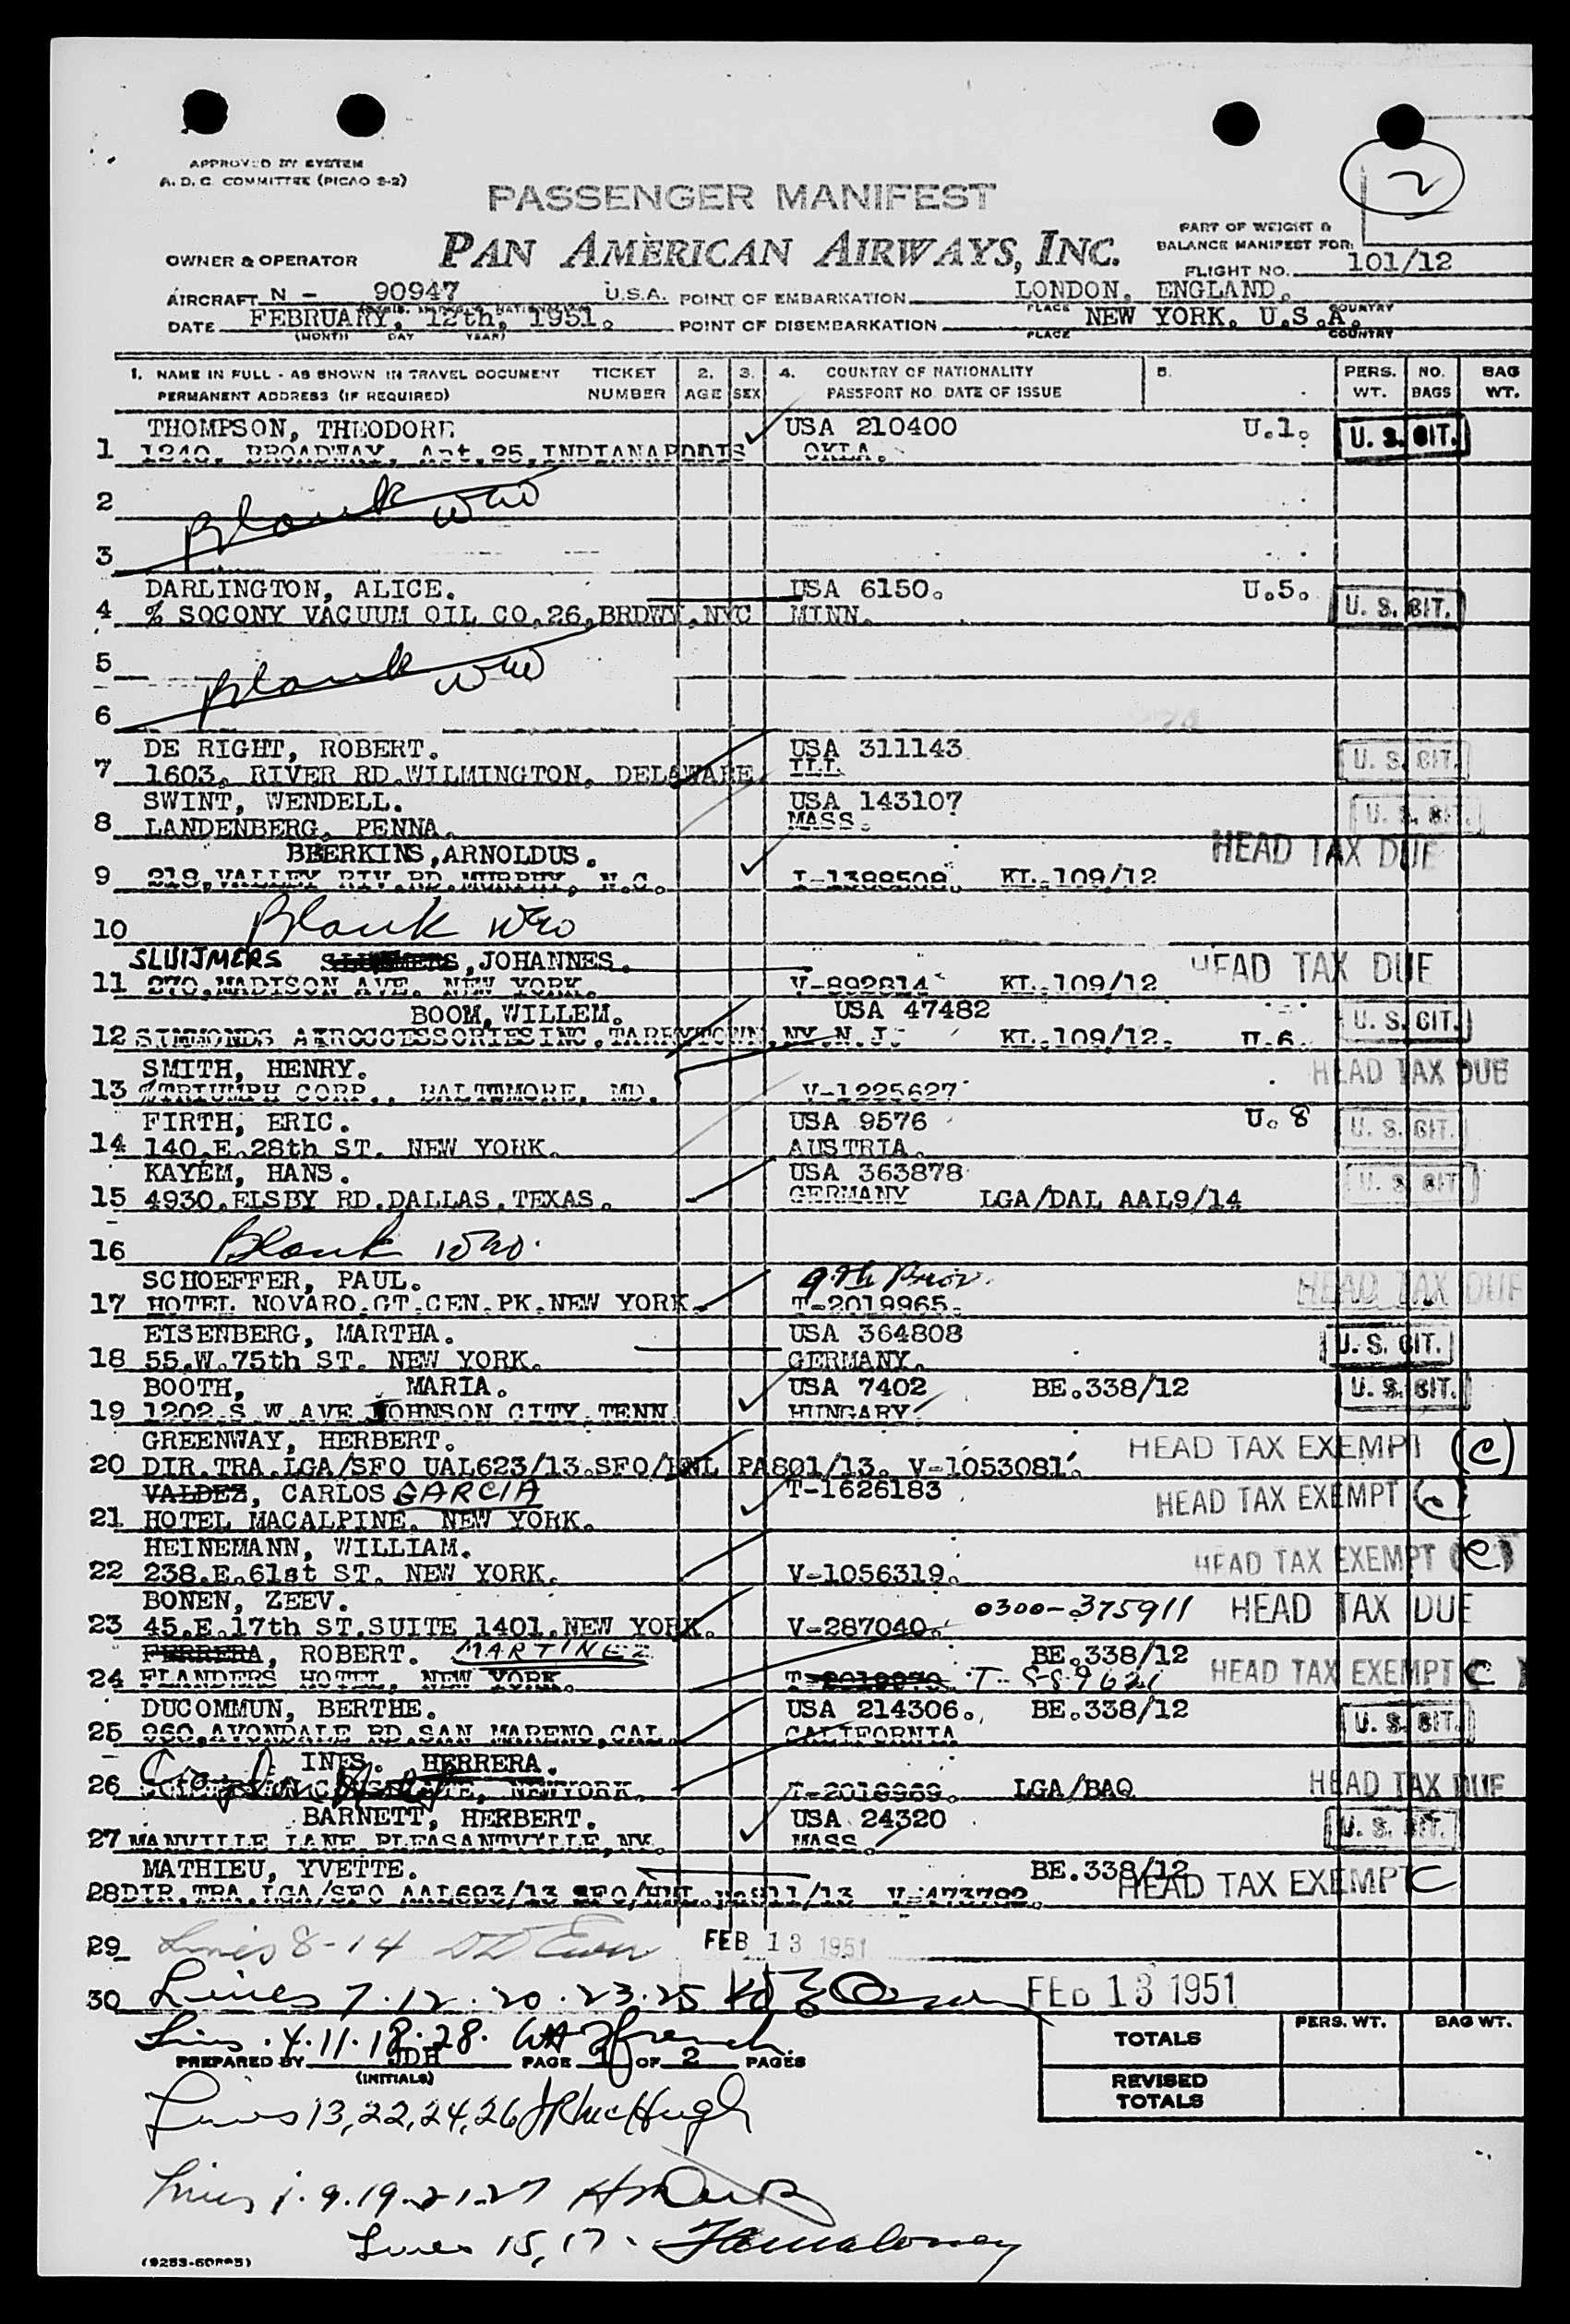 2
APPROVED BY SYSTEM
A. D. C. COMMITTEE (PICAO S-2)
PASSENGER MANIFEST
PAN AMERICAN AIRWAYS, INC.
OWNER & OPERATOR
PART OF WEIGHT &
BALANCE MANIFEST FOR:
FLIGHT NO. 101/12
AIRCRAFT N - 90947 U.S.A. POINT OF EMBARKATION LONDON, ENGLAND.
PLACE COUNTRY
DATE FEBRUARY, 12th, 1951. POINT OF DISEMBARKATION NEW YORK, U.S.A.
(MONTH DAY YEAR) PLACE COUNTRY
1. NAME IN FULL - AS SHOWN IN TRAVEL DOCUMENT TICKET 2. 3. 4. COUNTRY OF NATIONALITY 5. PERS. NO. BAG
PERMANENT ADDRESS (IF REQUIRED) NUMBER AGE SEX PASSPORT NO. DATE OF ISSUE WT. BAGS WT.
THOMPSON, THEODORE USA 210400 U.1. U. S. CIT.
1 1240, BROADWAY, Apt.25, INDIANAPOLIS OKLA.
2 Blank
3
DARLINGTON, ALICE. USA 6150. U.5. U. S. CIT.
4 % SOCONY VACUUM OIL CO.26,BRDWY.NYC MINN.
5 Blank
6
DE RIGHT, ROBERT. USA 311143 U. S. CIT.
7 1603, RIVER RD.WILMINGTON, DELAWARE. ILL.
SWINT, WENDELL. USA 143107 U. S. CIT.
8 LANDENBERG, PENNA. MASS.
BEERKINS,ARNOLDUS. HEAD TAX DUE
9 218,VALLEY RIV.RD.MURPHY, N.C. I-1388508. KL.109/12
10 Blank
SLUIJMERS ,JOHANNES. HEAD TAX DUE
11 270,MADISON AVE. NEW YORK. V-892814 KL.109/12
BOOM,WILLEM. USA 47482 U. S. CIT.
12 SIMMONDS AEROCCESSORIES INC.TARRYTOWN,NY.N.J. KL.109/12. U.6.
SMITH, HENRY. HEAD TAX DUE
13 %TRIUMPH CORP., BALTIMORE, MD. V-1225627
FIRTH, ERIC. USA 9576 U.8 U. S. CIT.
14 140.E.28th ST. NEW YORK. AUSTRIA.
KAYEM, HANS. USA 363878 U. S. CIT
15 4930.ELSBY RD.DALLAS.TEXAS. GERMANY LGA/DAL AAL9/14
16 Blank
SCHOEFFER, PAUL. 9th Prov. HEAD TAX DUE
17 HOTEL NOVARO.GT.CEN.PK.NEW YORK. T-2019965.
EISENBERG, MARTHA. USA 364808 U. S. CIT.
18 55.W.75th ST. NEW YORK. GERMANY.
BOOTH, MARIA. USA 7402 BE.338/12 U. S. CIT.
19 1202.S.W.AVE JOHNSON CITY.TENN. HUNGARY
GREENWAY, HERBERT. HEAD TAX EXEMPT (C)
20 DIR.TRA.LGA/SFO UAL623/13.SFO/HNL PA801/13. V-1053081.
VALDEZ, CARLOS GARCIA T-1626183 HEAD TAX EXEMPT (C)
21 HOTEL MACALPINE. NEW YORK.
HEINEMANN, WILLIAM. HEAD TAX EXEMPT (C)
22 238.E.61st ST. NEW YORK. V-1056319.
BONEN, ZEEV. 0300-375911 HEAD TAX DUE
23 45.E.17th ST.SUITE 1401.NEW YORK. V-287040.
FERRERA, ROBERT. MARTINEZ BE.338/12 HEAD TAX EXEMPT C
24 FLANDERS HOTEL, NEW YORK. T-2019970. T-589621
DUCOMMUN, BERTHE. USA 214306. BE.338/12 U. S. CIT.
25 960.AVONDALE RD.SAN MARENO,CAL. CALIFORNIA
INES. HERRERA.
26 NEWYORK. T-2019969. LGA/BAQ HEAD TAX DUE
BARNETT, HERBERT. USA 24320 U. S. CIT.
27 MANVILLE LANE.PLEASANTVILLE,NY. MASS.
MATHIEU, YVETTE. BE.338/12 HEAD TAX EXEMPT C
28 DIR.TRA.LGA/SFO AAL693/13 SFO/HNL.PA811/13 V-473792.
29 Lines 8-14 FEB 13 1951
30 Lines 7.12.20.23.25 FEB 13 1951
Lines.4.11.18.28. French
PREPARED BY JDH PAGE 1 OF 2 PAGES
(INITIALS)
PERS. WT. BAG WT.
TOTALS
REVISED
TOTALS
Lines 13,22,24,26 JR McHugh
Lines 1.9.19.21.27
Lines 15,17.